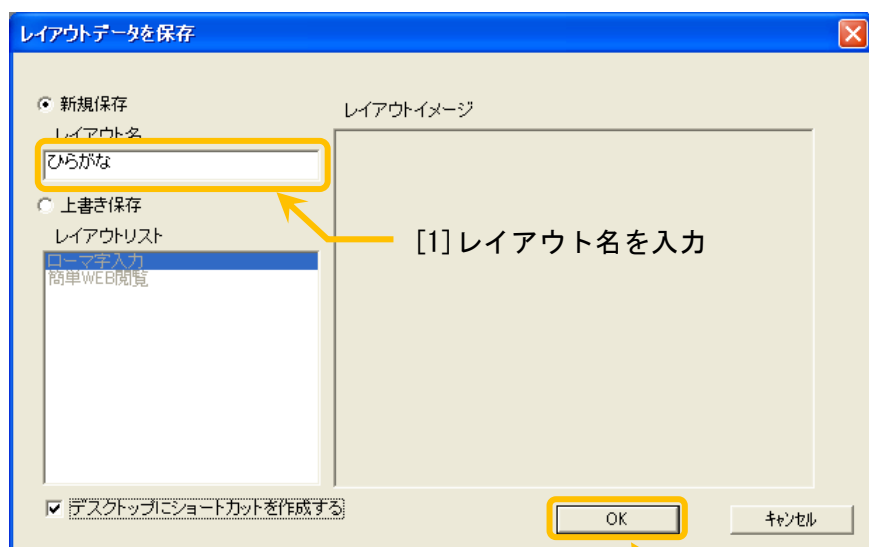 レイアウトデータを保存
新規保存
レイアウト名
ひらがな
上書き保存
レイアウトリスト
ローマ字入力
簡単WEB閲覧
レイアウトイメージ
[1]レイアウト名を入力
デスクトップにショートカットを作成する
OK
キャンセル